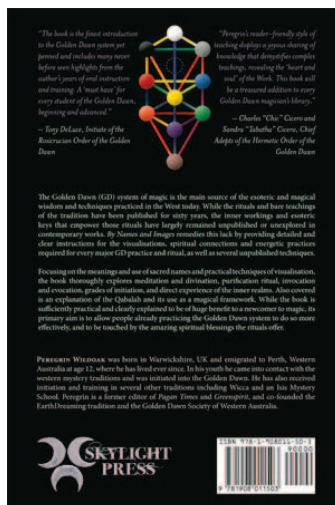 "The book is the finest introduction
to the Golden Dawn system yet
penned and includes many never
before seen highlights from the
author's years of oral instruction
and training. A 'must have' for
every student of the Golden Dawn,
beginning and advanced."
— Tony DeLuce, Initiate of the
Rosicrucian Order of the Golden
Dawn
"Peregrin's reader-friendly style of
teaching displays a joyous sharing of
knowledge that demystifies complex
teachings, revealing the 'heart and
soul' of the Work. This book will
be a treasured addition to every
Golden Dawn magician's library."
— Charles "Chic" Cicero and
Sandra "Tabatha" Cicero, Chief
Adepts of the Hermetic Order of the
Golden Dawn
The Golden Dawn (GD) system of magic is the main source of the esoteric and magical
wisdom and techniques practiced in the West today. While the rituals and bare teachings
of the tradition have been published for sixty years, the inner workings and esoteric
keys that empower those rituals have largely remained unpublished or unexplored in
contemporary works. By Names and Images remedies this lack by providing detailed and
clear instructions for the visualisations, spiritual connections and energetic practices
required for every major GD practice and ritual, as well as several unpublished techniques.
Focusing on the meanings and use of sacred names and practical techniques of visualisation,
the book thoroughly explores meditation and divination, purification ritual, invocation
and evocation, grades of initiation, and direct experience of the inner realms. Also covered
is an explanation of the Qabalah and its use as a magical framework. While the book is
sufficiently practical and clearly explained to be of huge benefit to a newcomer to magic, its
primary aim is to allow people already practicing the Golden Dawn system to do so more
effectively, and to be touched by the amazing spiritual blessings the rituals offer.
PEREGRIN WILDOAK was born in Warwickshire, UK and emigrated to Perth, Western
Australia at age 12, where he has lived ever since. In his youth he came into contact with the
western mystery traditions and was initiated into the Golden Dawn. He has also received
initiation and training in several other traditions including Wicca and an Isis Mystery
School. Peregrin is a former editor of Pagan Times and Greenspirit, and co-founded the
EarthDreaming tradition and the Golden Dawn Society of Western Australia.
SKYLIGHT
PRESS
ISBN 978-1-908011-50-3
90000
9 781908 011503